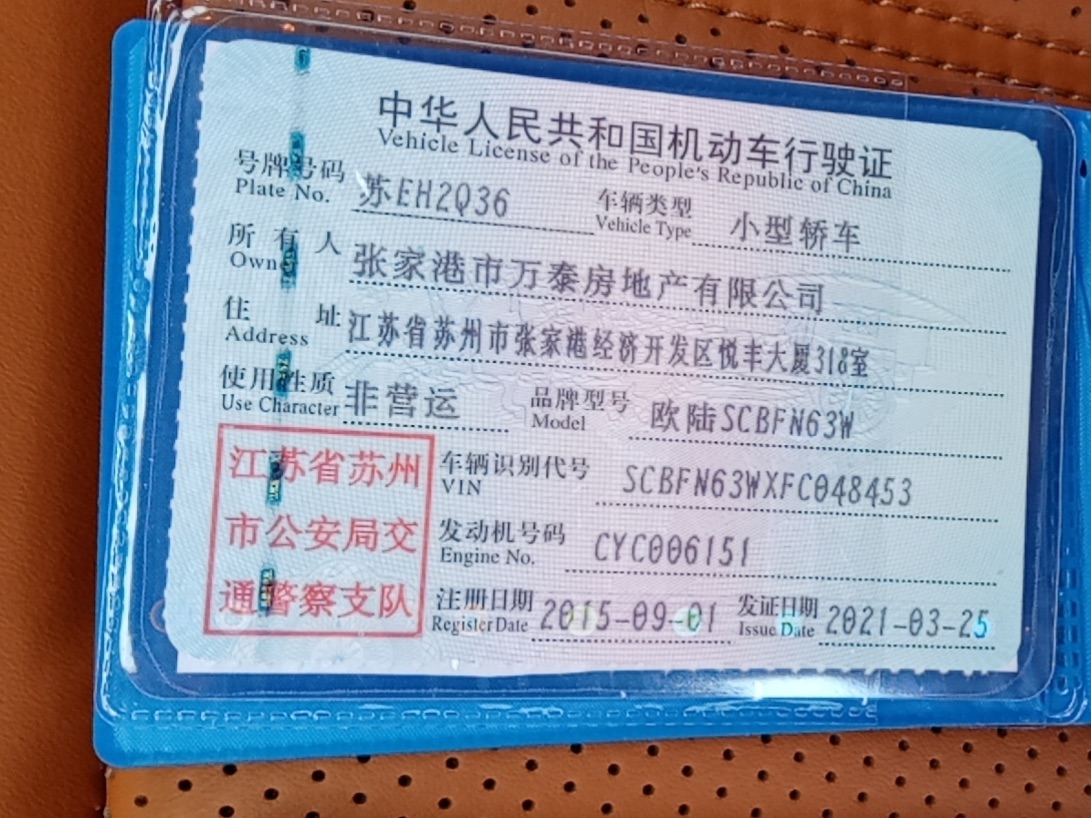 中华人民共和国机动车行驶证
Vehicle License of the People's Republic of China
号牌号码 苏EH2Q36 车辆类型 小型轿车
Plate No. Vehicle Type
所有人 张家港市万泰房地产有限公司
Owner
住址 江苏省苏州市张家港经济开发区悦丰大厦318室
Address
使用性质 非营运 品牌型号 欧陆SCBFN63W
Use Character Model
江苏省苏州
市公安局交
通警察支队
车辆识别代号 SCBFN63WXFC048453
VIN
发动机号码 CYC006151
Engine No.
注册日期 2015-09-01 发证日期 2021-03-25
Register Date Issue Date